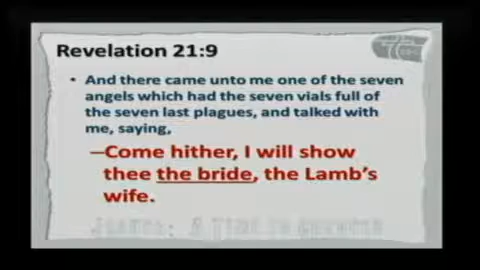 Revelation 21:9
• And there came unto me one of the seven
angels which had the seven vials full of
the seven last plagues, and talked with
me, saying,
–Come hither, I will show
thee the bride, the Lamb's
wife.